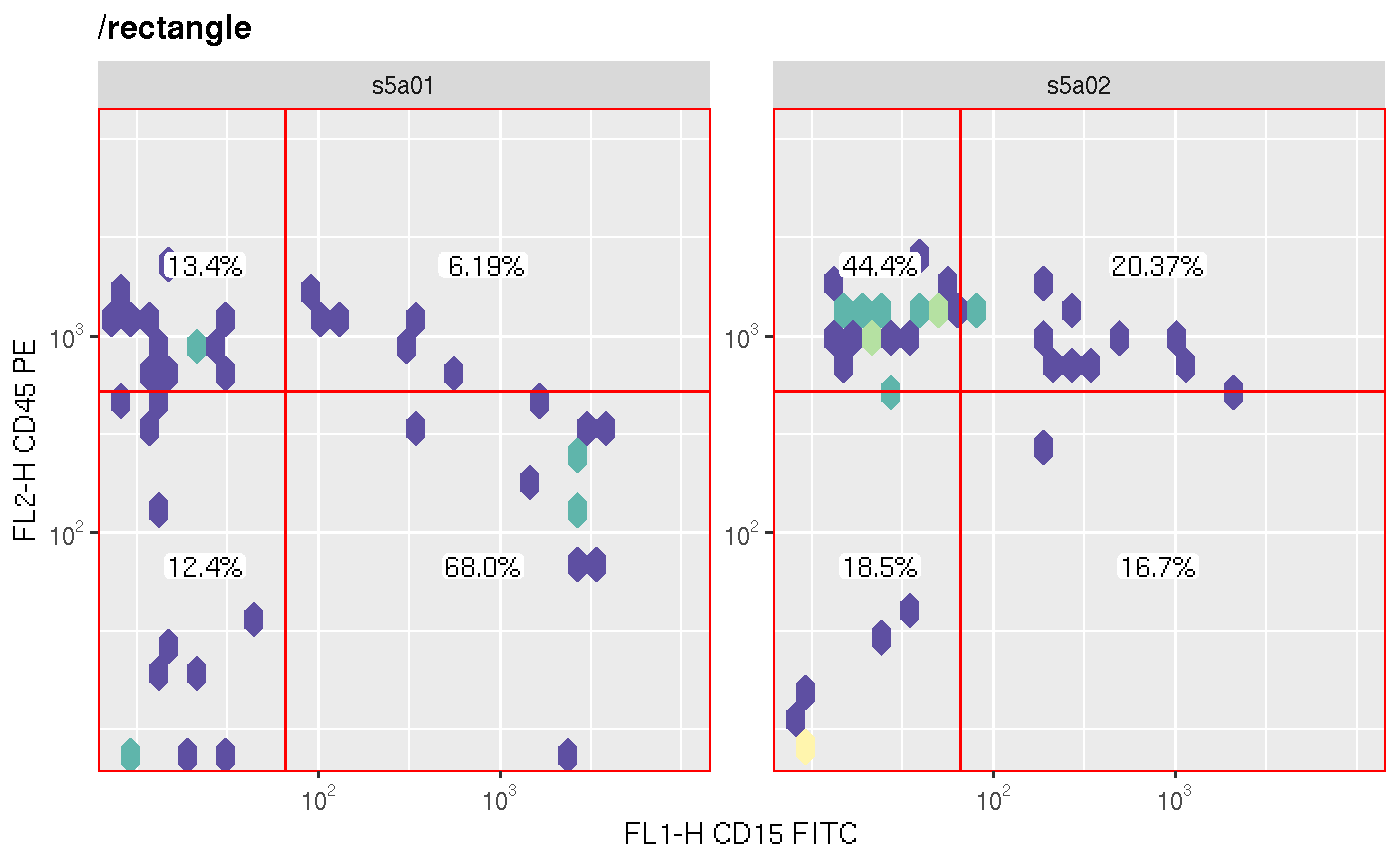 /rectangle
s5a01 s5a02
13.4% 6.19% 44.4% 20.37%
10³ 10³
FL2-H CD45 PE
10² 10²
12.4% 68.0% 18.5% 16.7%
10² 10³ 10² 10³
FL1-H CD15 FITC